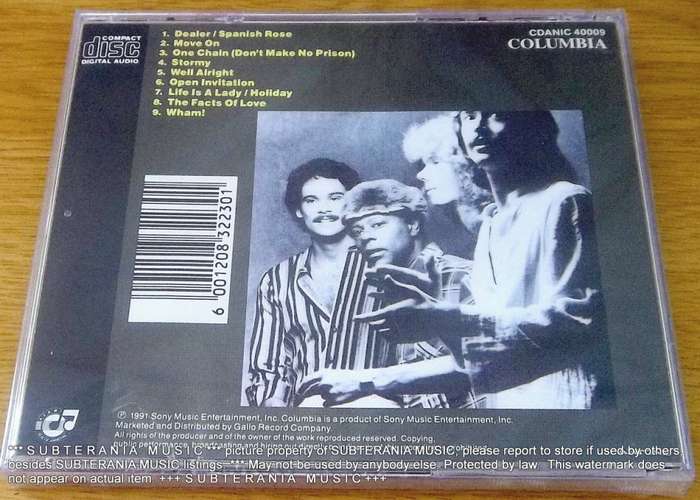 COMPACT
disc
DIGITAL AUDIO
1. Dealer / Spanish Rose
2. Move On
3. One Chain (Don't Make No Prison)
4. Stormy
5. Well Alright
6. Open Invitation
7. Life Is A Lady / Holiday
8. The Facts Of Love
9. Wham!
CDANIC 40009
COLUMBIA
6 001208 322301
℗ 1991 Sony Music Entertainment, Inc. Columbia is a product of Sony Music Entertainment, Inc.
Marketed and Distributed by Gallo Record Company.
All rights of the producer and of the owner of the work reproduced reserved. Copying,
public performance, broadcasting and hiring
*** SUBTERANIA MUSIC *** picture property of SUBTERANIA MUSIC, please report to store if used by others
besides SUBTERANIA MUSIC listings. *** May not be used by anybody else. Protected by law. This watermark does
not appear on actual item. +++ SUBTERANIA MUSIC +++